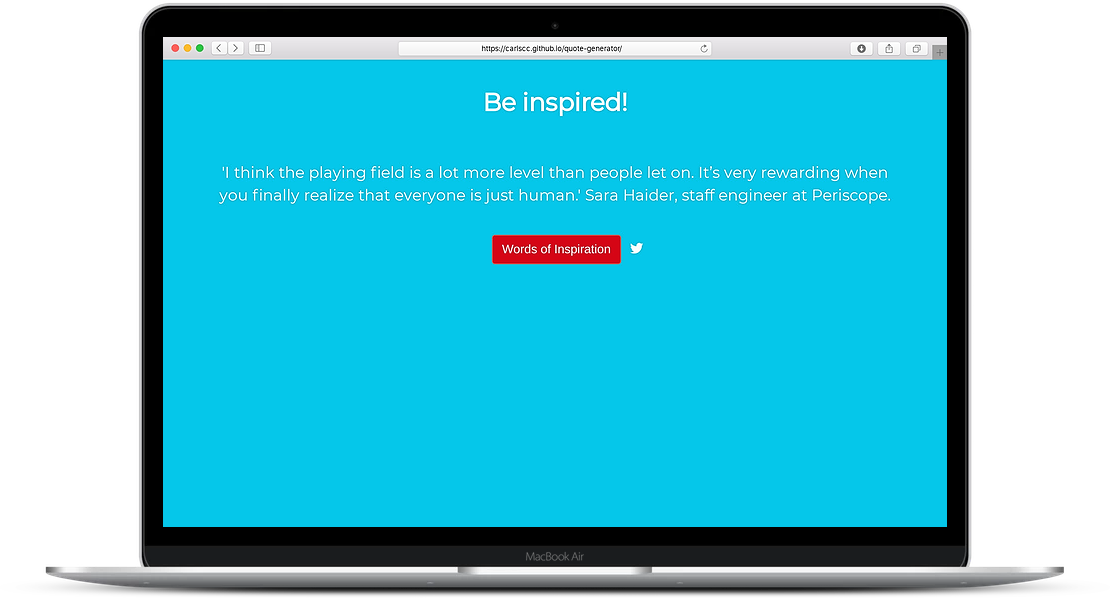 https://carlscc.github.io/quote-generator/
Be inspired!
'I think the playing field is a lot more level than people let on. It’s very rewarding when
you finally realize that everyone is just human.' Sara Haider, staff engineer at Periscope.
Words of Inspiration
MacBook Air